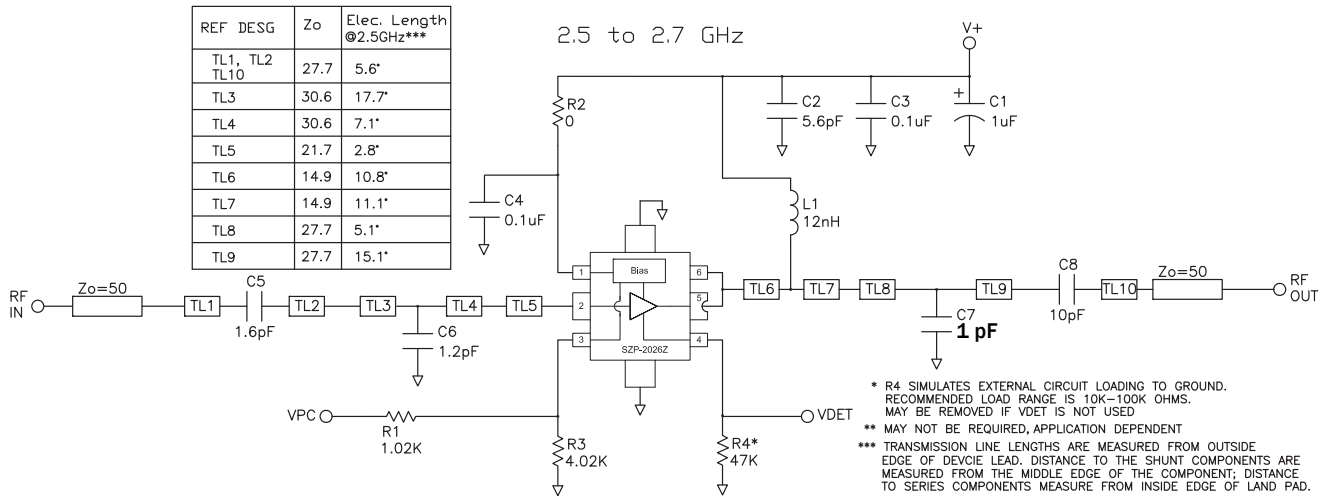 REF DESG Zo Elec. Length @2.5GHz***
TL1, TL2 TL10 27.7 5.6°
TL3 30.6 17.7°
TL4 30.6 7.1°
TL5 21.7 2.8°
TL6 14.9 10.8°
TL7 14.9 11.1°
TL8 27.7 5.1°
TL9 27.7 15.1°
2.5 to 2.7 GHz
V+
R2
0
C2
5.6pF
C3
0.1uF
+
C1
1uF
C4
0.1uF
L1
12nH
RF
IN
Zo=50
TL1
C5
1.6pF
TL2
TL3
C6
1.2pF
TL4
TL5
1
2
3
Bias
SZP-2026Z
6
5
4
TL6
TL7
TL8
C7
1 pF
TL9
C8
10pF
TL10
Zo=50
RF
OUT
VPC
R1
1.02K
R3
4.02K
R4*
47K
VDET
* R4 SIMULATES EXTERNAL CIRCUIT LOADING TO GROUND.
RECOMMENDED LOAD RANGE IS 10K-100K OHMS.
MAY BE REMOVED IF VDET IS NOT USED
** MAY NOT BE REQUIRED, APPLICATION DEPENDENT
*** TRANSMISSION LINE LENGTHS ARE MEASURED FROM OUTSIDE
EDGE OF DEVCIE LEAD. DISTANCE TO THE SHUNT COMPONENTS ARE
MEASURED FROM THE MIDDLE EDGE OF THE COMPONENT; DISTANCE
TO SERIES COMPONENTS MEASURE FROM INSIDE EDGE OF LAND PAD.